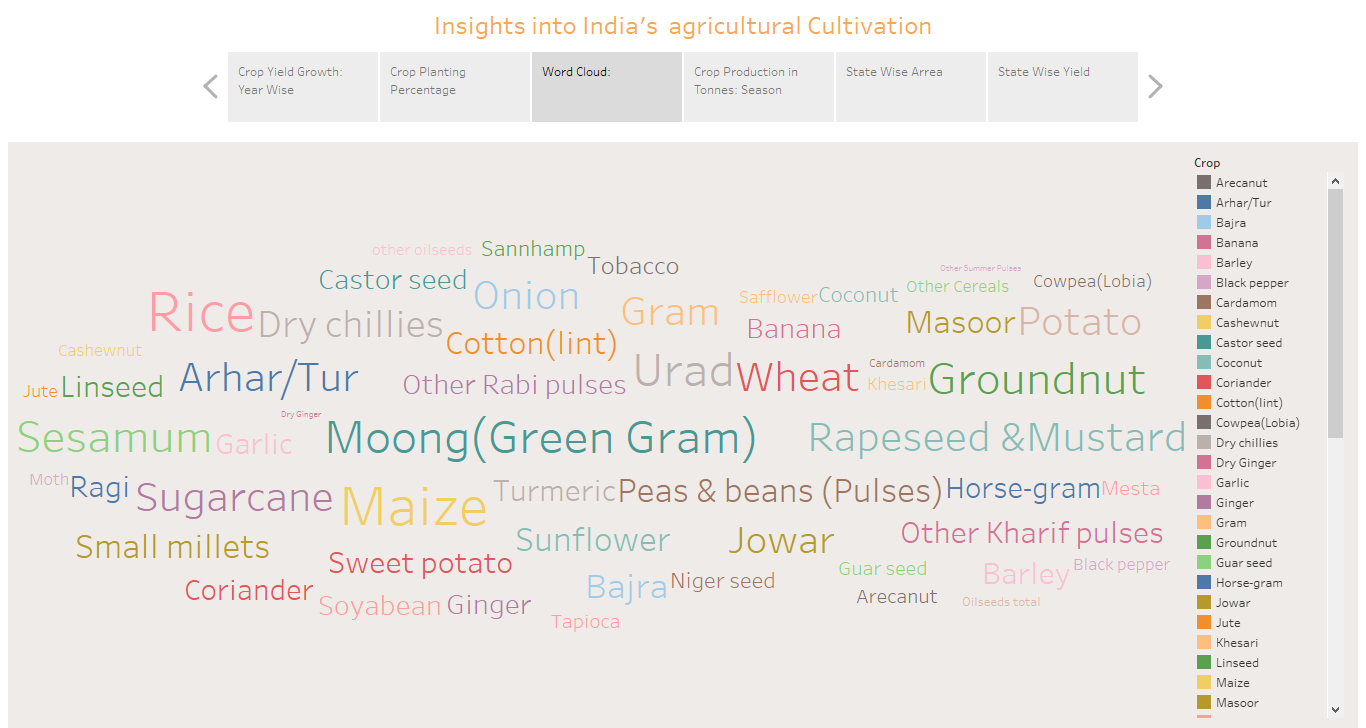 Insights into India's  agricultural Cultivation
Crop Yield Growth:
Year Wise
Crop Planting
Percentage
Word Cloud:
Crop Production in
Tonnes: Season
State Wise Arrea
State Wise Yield
other oilseeds
Sannhamp
Tobacco
Castor seed
Onion
Rice
Dry chillies
Gram
Safflower
Coconut
Other Summer Pulses
Other Cereals
Cowpea(Lobia)
Banana
Masoor
Potato
Cotton(lint)
Cashewnut
Jute
Linseed
Arhar/Tur
Other Rabi pulses
Urad
Wheat
Cardamom
Khesari
Groundnut
Dry Ginger
Sesamum
Garlic
Moong(Green Gram)
Rapeseed &Mustard
Moth
Ragi
Sugarcane
Maize
Turmeric
Peas & beans (Pulses)
Horse-gram
Mesta
Small millets
Sweet potato
Sunflower
Jowar
Other Kharif pulses
Coriander
Soyabean
Ginger
Bajra
Niger seed
Guar seed
Arecanut
Barley
Black pepper
Oilseeds total
Tapioca
Crop
Arecanut
Arhar/Tur
Bajra
Banana
Barley
Black pepper
Cardamom
Cashewnut
Castor seed
Coconut
Coriander
Cotton(lint)
Cowpea(Lobia)
Dry chillies
Dry Ginger
Garlic
Ginger
Gram
Groundnut
Guar seed
Horse-gram
Jowar
Jute
Khesari
Linseed
Maize
Masoor